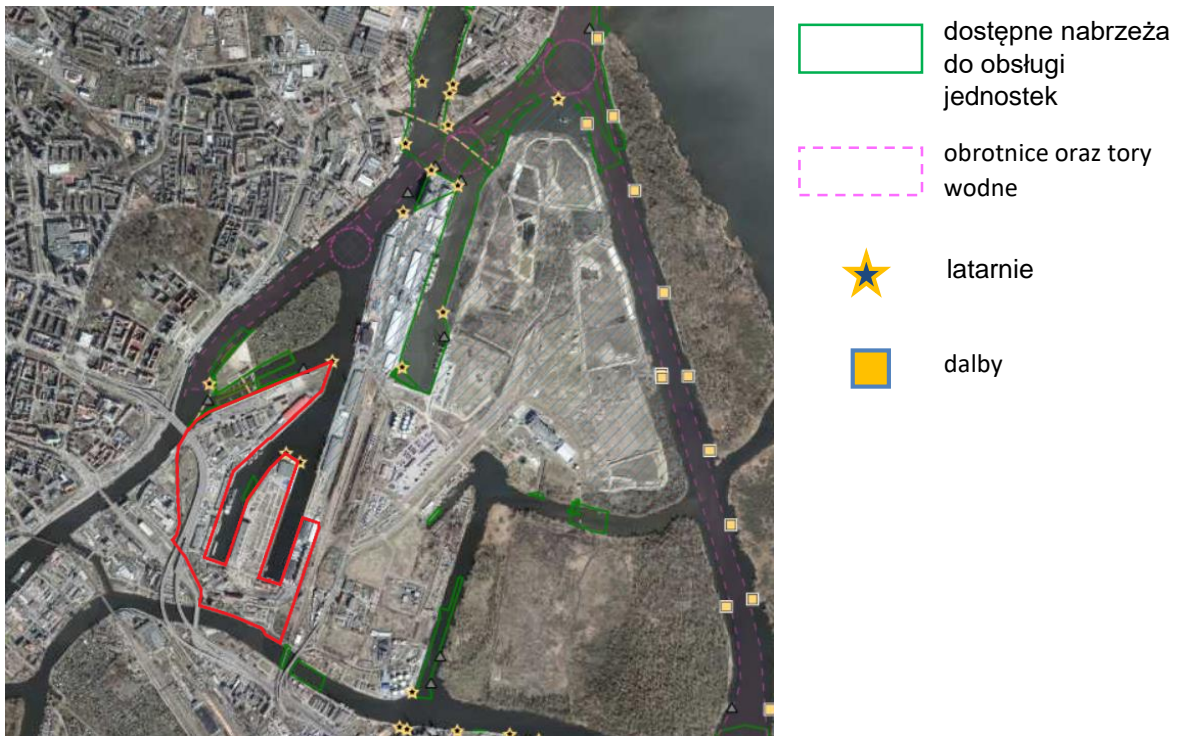 dostępne nabrzeża
do obsługi
jednostek
obrotnice oraz tory
wodne
latarnie
dalby